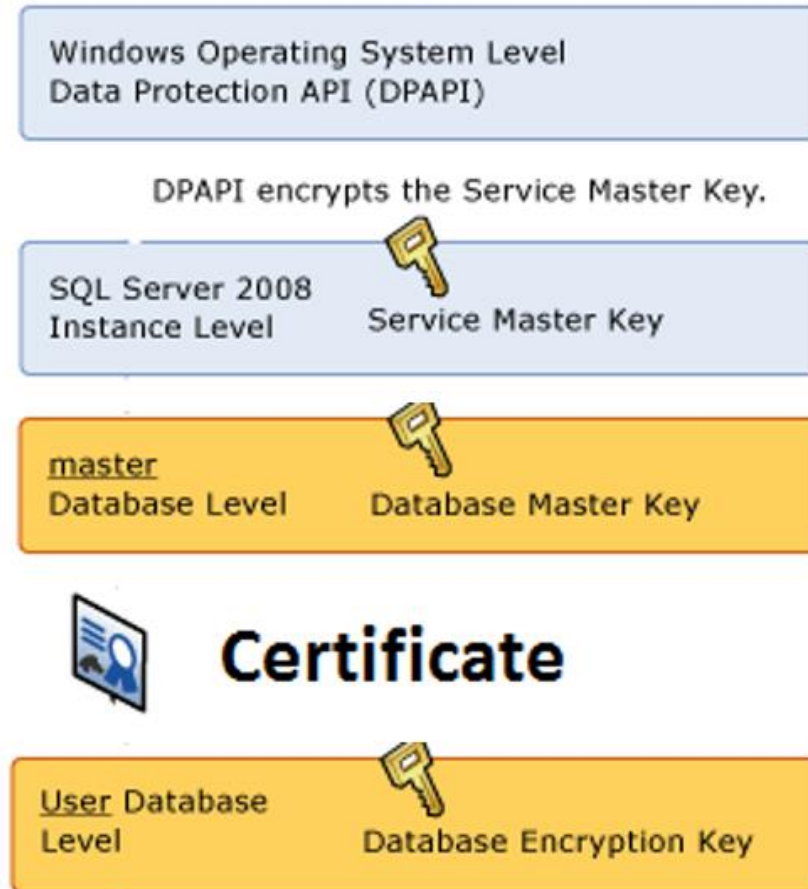 Windows Operating System Level
Data Protection API (DPAPI)
DPAPI encrypts the Service Master Key.
SQL Server 2008
Instance Level
Service Master Key
master
Database Level
Database Master Key
Certificate
User Database
Level
Database Encryption Key